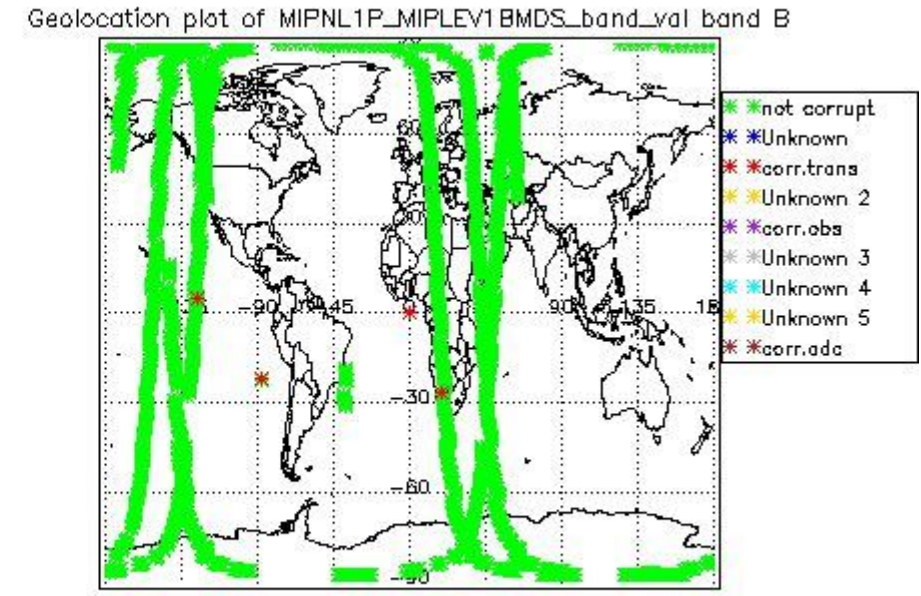 Geolocation plot of MIPNL1P_MIPLEV1BMDS_band_val band B
not corrupt
Unknown
corr.trans
Unknown 2
corr.obs
Unknown 3
Unknown 4
Unknown 5
corr.adc
60
-90
45
90
135
-30
-60
-90